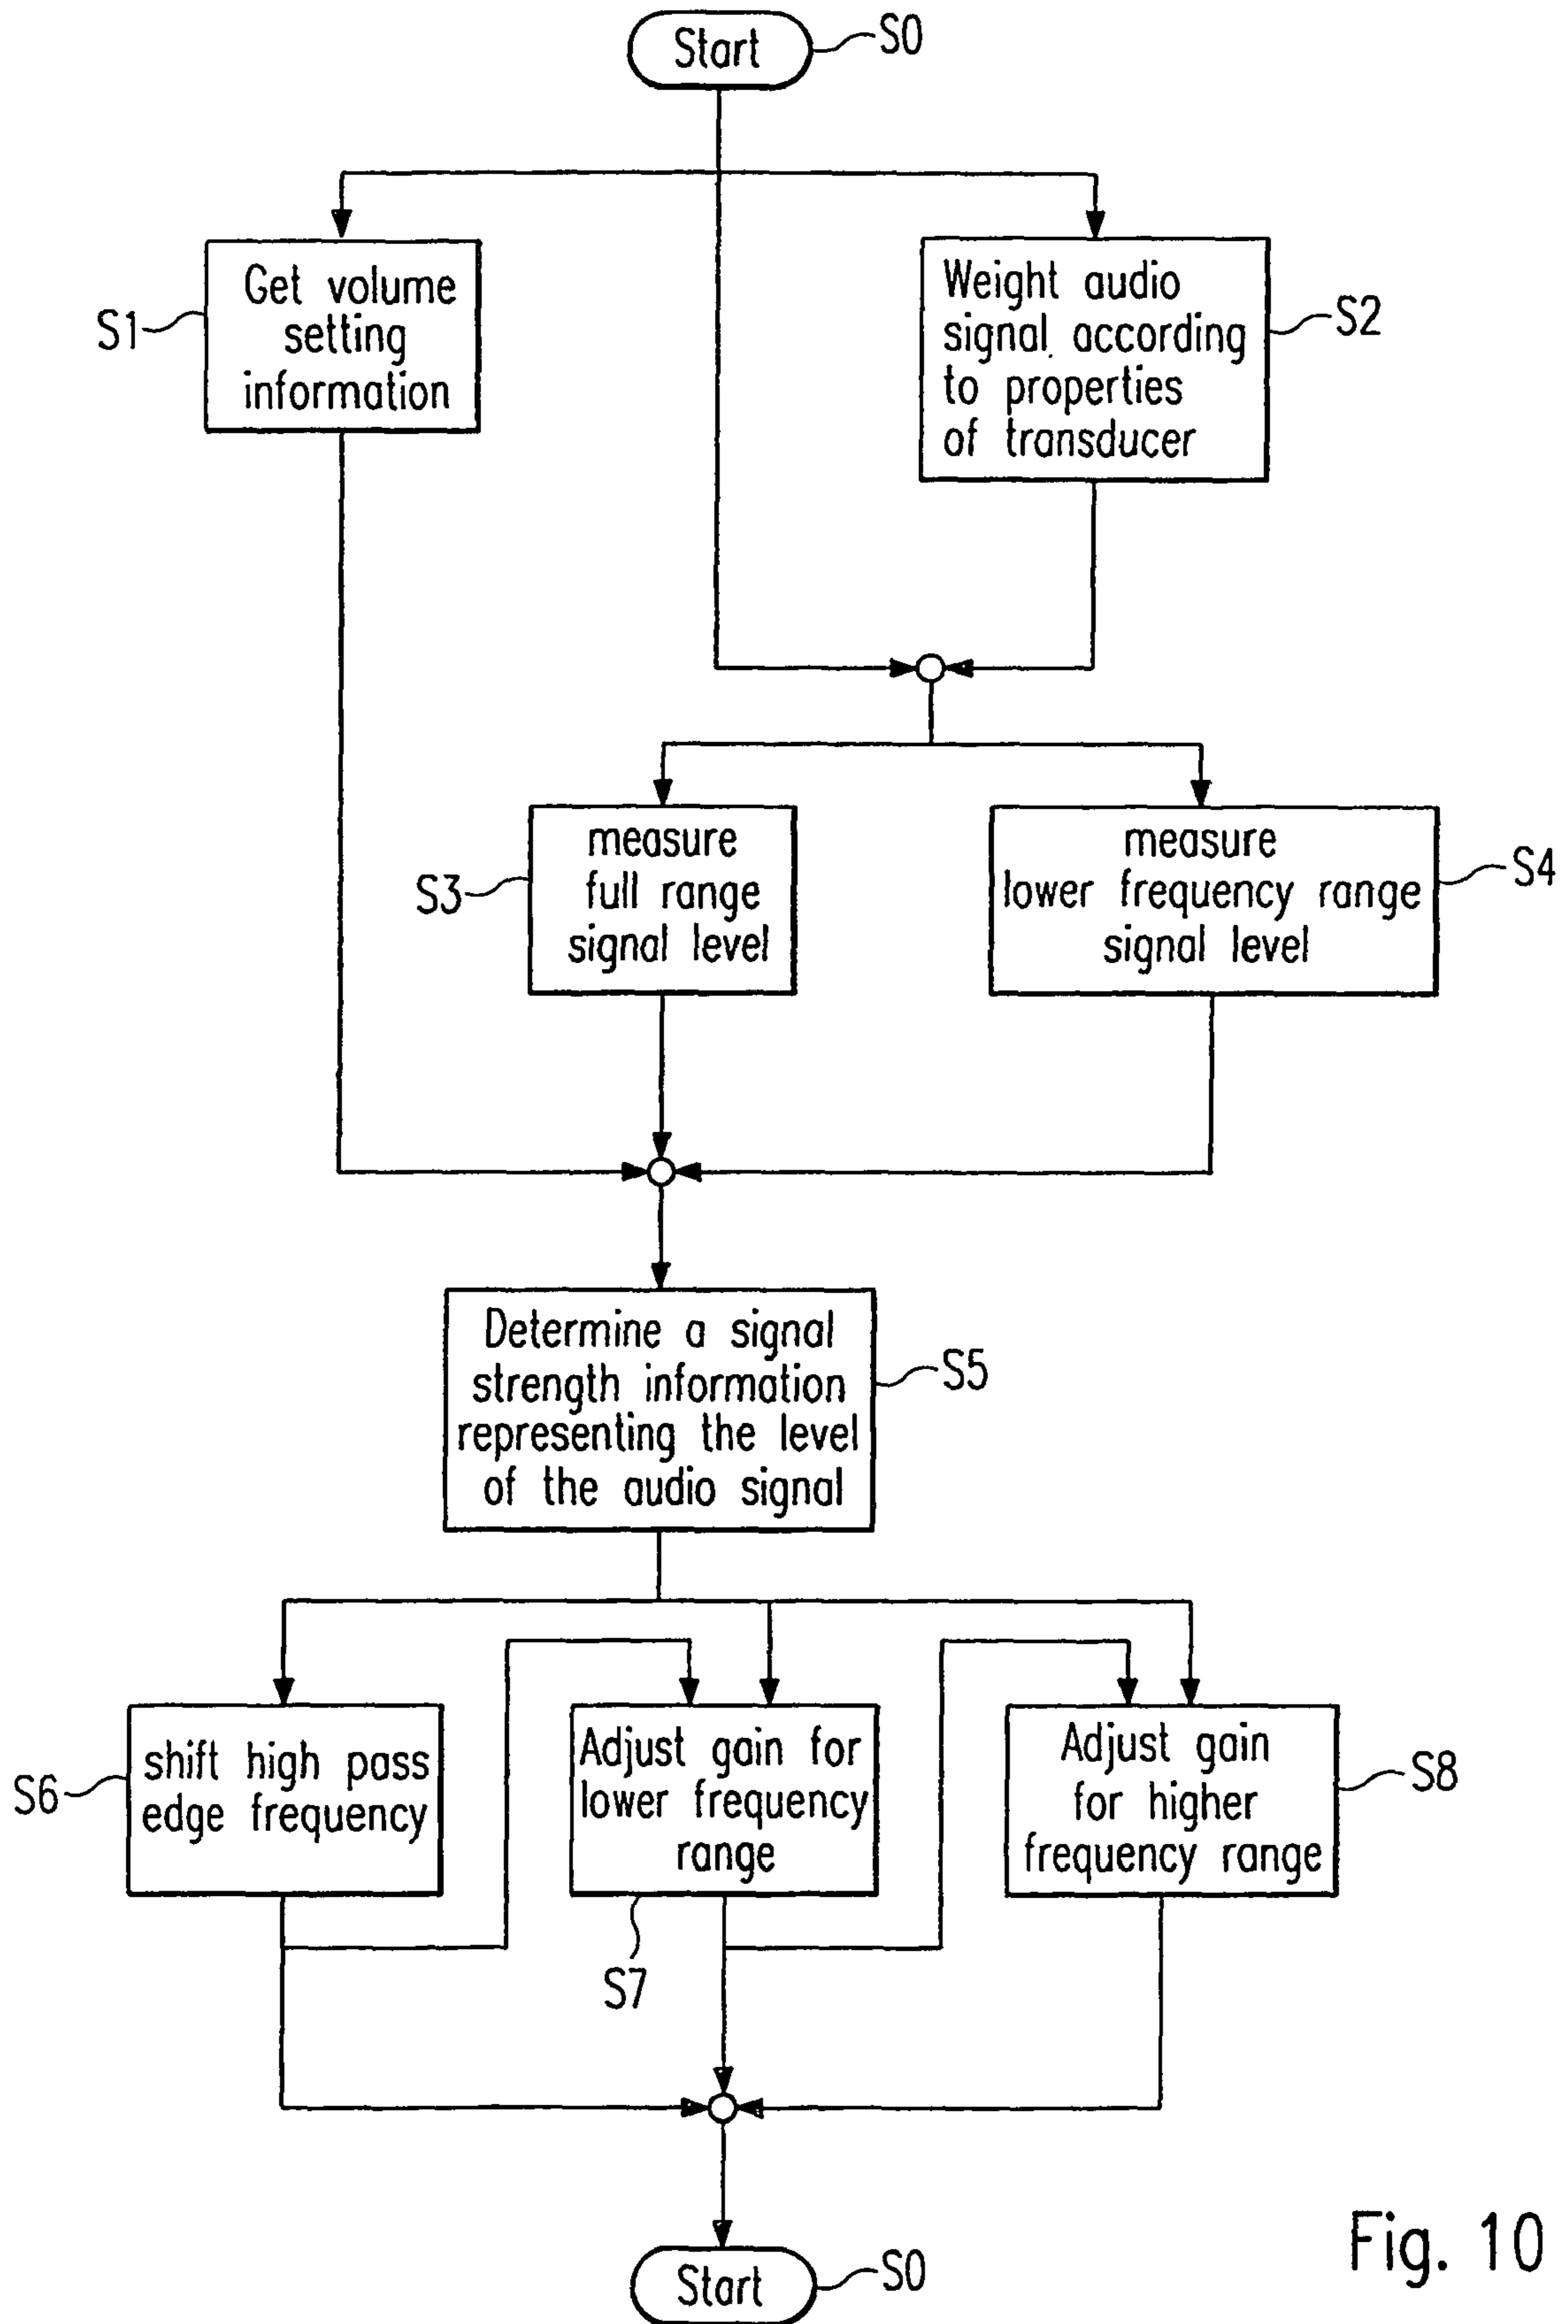 Start
S0
Get volume
setting
information
S1
Weight audio
signal according
to properties
of transducer
S2
measure
full range
signal level
S3
measure
lower frequency range
signal level
S4
Determine a signal
strength information
representing the level
of the audio signal
S5
shift high pass
edge frequency
S6
Adjust gain for
lower frequency
range
S7
Adjust gain
for higher
frequency range
S8
Start
S0
Fig. 10